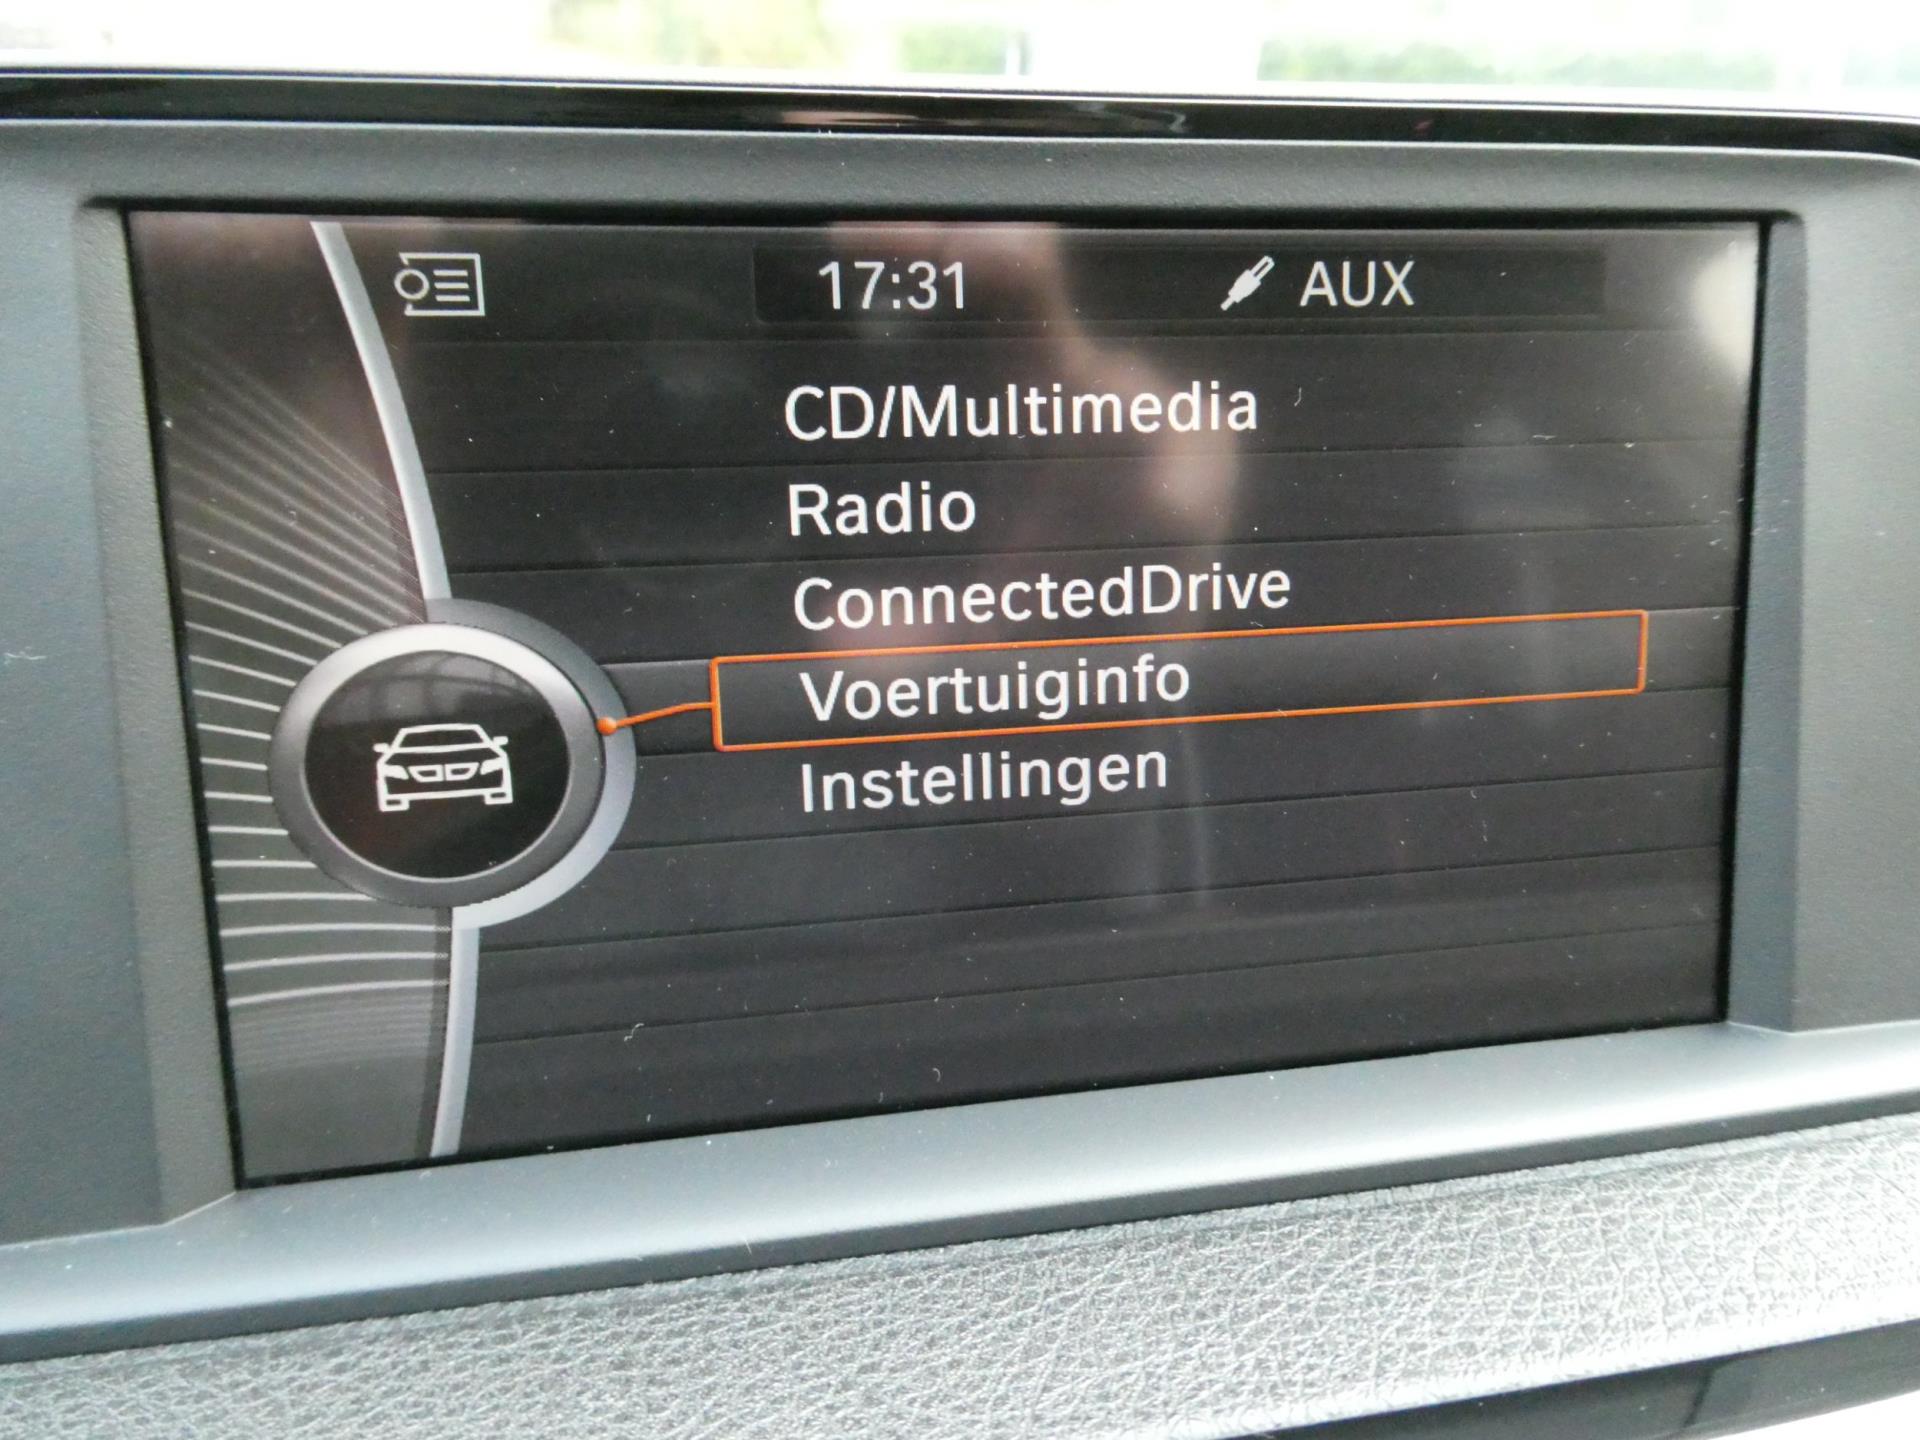 17:31 AUX
CD/Multimedia
Radio
ConnectedDrive
Voertuiginfo
Instellingen